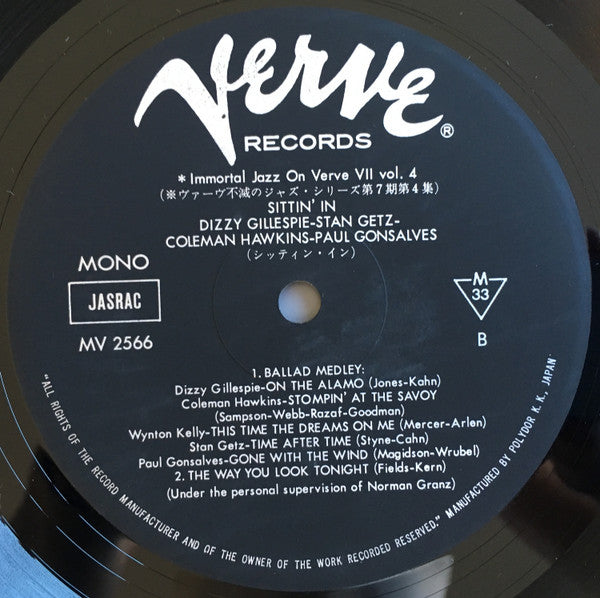 Verve
RECORDS®
* Immortal Jazz On Verve VII vol. 4
(※ヴァーヴ不滅のジャズ・シリーズ第7期第4集)
SITTIN' IN
DIZZY GILLESPIE-STAN GETZ-
COLEMAN HAWKINS-PAUL GONSALVES
(シッティン・イン)
MONO
JASRAC
MV 2566
M
33
B
1. BALLAD MEDLEY:
Dizzy Gillespie-ON THE ALAMO (Jones-Kahn)
Coleman Hawkins-STOMPIN' AT THE SAVOY
(Sampson-Webb-Razaf-Goodman)
Wynton Kelly-THIS TIME THE DREAMS ON ME (Mercer-Arlen)
Stan Getz-TIME AFTER TIME (Styne-Cahn)
Paul Gonsalves-GONE WITH THE WIND (Magidson-Wrubel)
2. THE WAY YOU LOOK TONIGHT (Fields-Kern)
(Under the personal supervision of Norman Granz)
"ALL RIGHTS OF THE RECORD MANUFACTURER AND OF THE OWNER OF THE WORK RECORDED RESERVED." MANUFACTURED BY POLYDOR K. K., JAPAN